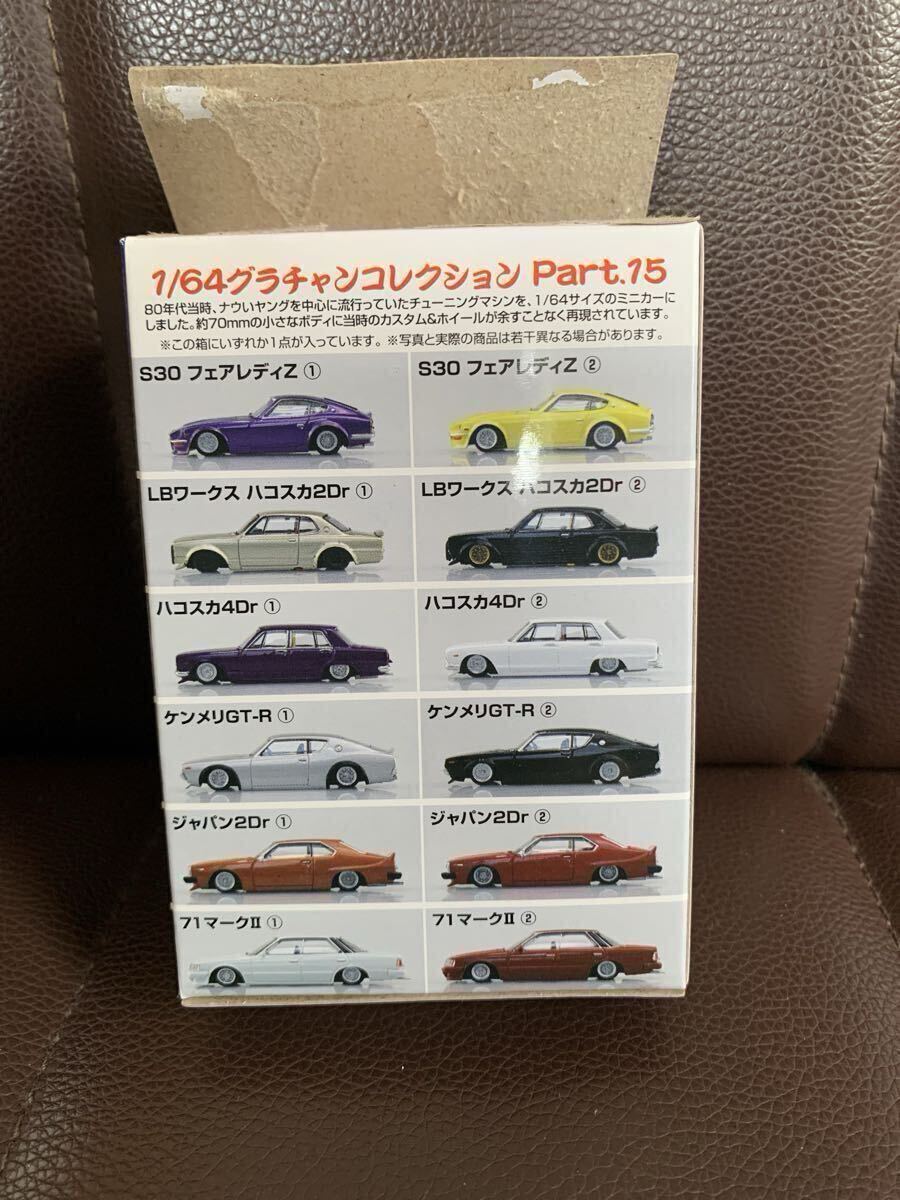 1/64グラチャンコレクション Part.15
80年代当時、ナウいヤングを中心に流行っていたチューニングマシンを、1/64サイズのミニカーに
しました。約70mmの小さなボディに当時のカスタム&ホイールが余すことなく再現されています。
※この箱にいずれか1点が入っています。※写真と実際の商品は若干異なる場合があります。
S30 フェアレディZ ①
S30 フェアレディZ ②
LBワークス ハコスカ2Dr ①
LBワークス ハコスカ2Dr ②
ハコスカ4Dr ①
ハコスカ4Dr ②
ケンメリGT-R ①
ケンメリGT-R ②
ジャパン2Dr ①
ジャパン2Dr ②
71マークⅡ ①
71マークⅡ ②